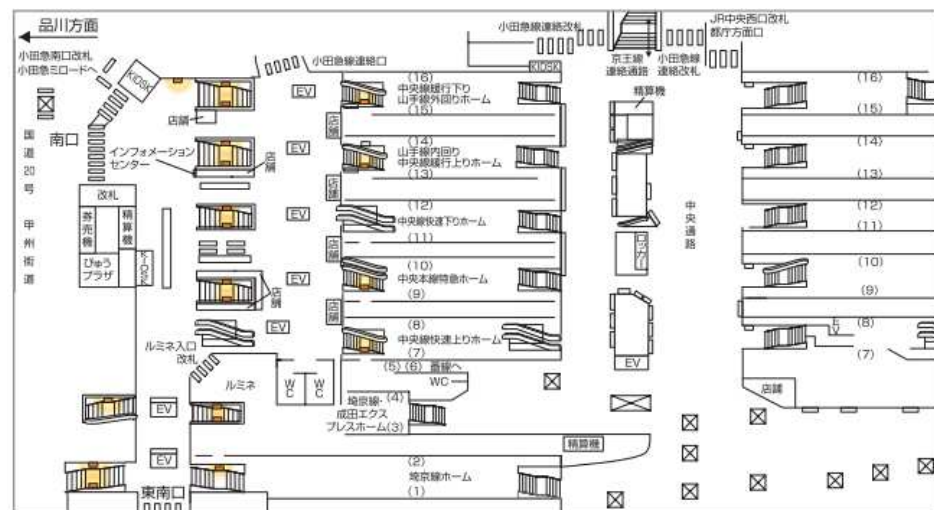 品川方面
小田急南口改札
小田急ミロードへ
KIOSK
南口
国道20号 甲州街道
インフォメーション
センター
店舗
店舗
改札
券売機
精算機
びゅう
プラザ
KIOSK
店舗
EV
EV
EV
EV
EV
EV
小田急線連絡口
ルミネ入口
改札
ルミネ
WC
WC
東南口
店舗
店舗
店舗
店舗
(16)
中央線緩行下り
山手線外回りホーム
(15)
(14)
山手線内回り
中央線緩行上りホーム
(13)
(12)
中央線快速下りホーム
(11)
(10)
中央本線特急ホーム
(9)
(8)
中央線快速上りホーム
(7)
(5) (6) 番線へ
WC
埼京線・(4)
成田エクス
プレスホーム(3)
(2)
埼京線ホーム
(1)
小田急線連絡改札
KIOSK
京王線
連絡通路
小田急線
連絡改札
JR中央西口改札
都庁方面口
精算機
ロッカー
EV
精算機
中央通路
(16)
(15)
(14)
(13)
(12)
(11)
(10)
(9)
(8)
(7)
EV
店舗